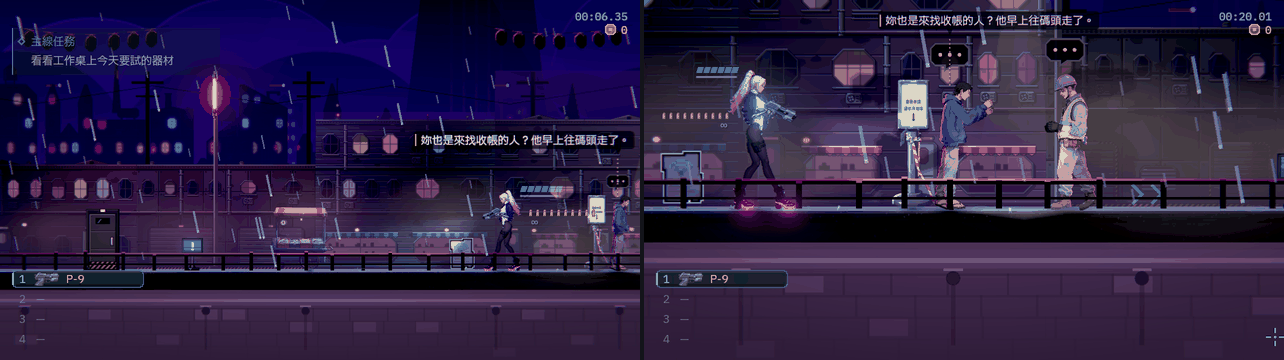 00:06.35
0
主線任務
看看工作桌上今天要試的器材
妳也是來找收帳的人？他早上往碼頭走了。
1 P-9
2 —
3 —
4 —
妳也是來找收帳的人？他早上往碼頭走了。
00:20.01
0
1 P-9
2 —
3 —
4 —